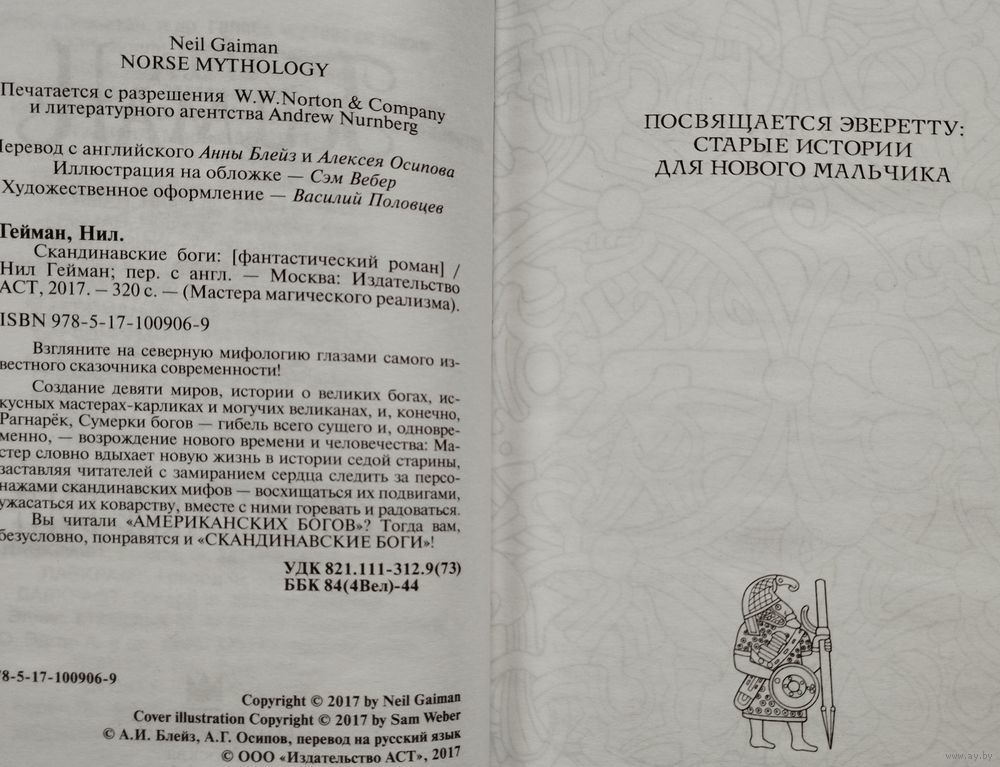 Neil Gaiman
NORSE MYTHOLOGY
Печатается с разрешения W.W.Norton & Company
и литературного агентства Andrew Nurnberg
Перевод с английского Анны Блейз и Алексея Осипова
Иллюстрация на обложке — Сэм Вебер
Художественное оформление — Василий Половцев
Гейман, Нил.
Скандинавские боги: [фантастический роман] /
Нил Гейман; пер. с англ. — Москва: Издательство
АСТ, 2017. — 320 с. — (Мастера магического реализма).
ISBN 978-5-17-100906-9
Взгляните на северную мифологию глазами самого из-
вестного сказочника современности!
Создание девяти миров, истории о великих богах, ис-
кусных мастерах-карликах и могучих великанах, и, конечно,
Рагнарёк, Сумерки богов — гибель всего сущего и, одновре-
менно, — возрождение нового времени и человечества: Ма-
стер словно вдыхает новую жизнь в истории седой старины,
заставляя читателей с замиранием сердца следить за персо-
нажами скандинавских мифов — восхищаться их подвигами,
ужасаться их коварству, вместе с ними горевать и радоваться.
Вы читали «АМЕРИКАНСКИХ БОГОВ»? Тогда вам,
безусловно, понравятся и «СКАНДИНАВСКИЕ БОГИ»!
УДК 821.111-312.9(73)
ББК 84(4Вел)-44
78-5-17-100906-9
Copyright © 2017 by Neil Gaiman
Cover illustration Copyright © 2017 by Sam Weber
© А.И. Блейз, А.Г. Осипов, перевод на русский язык
© ООО «Издательство АСТ», 2017
ПОСВЯЩАЕТСЯ ЭВЕРЕТТУ:
СТАРЫЕ ИСТОРИИ
ДЛЯ НОВОГО МАЛЬЧИКА
www.ay.by